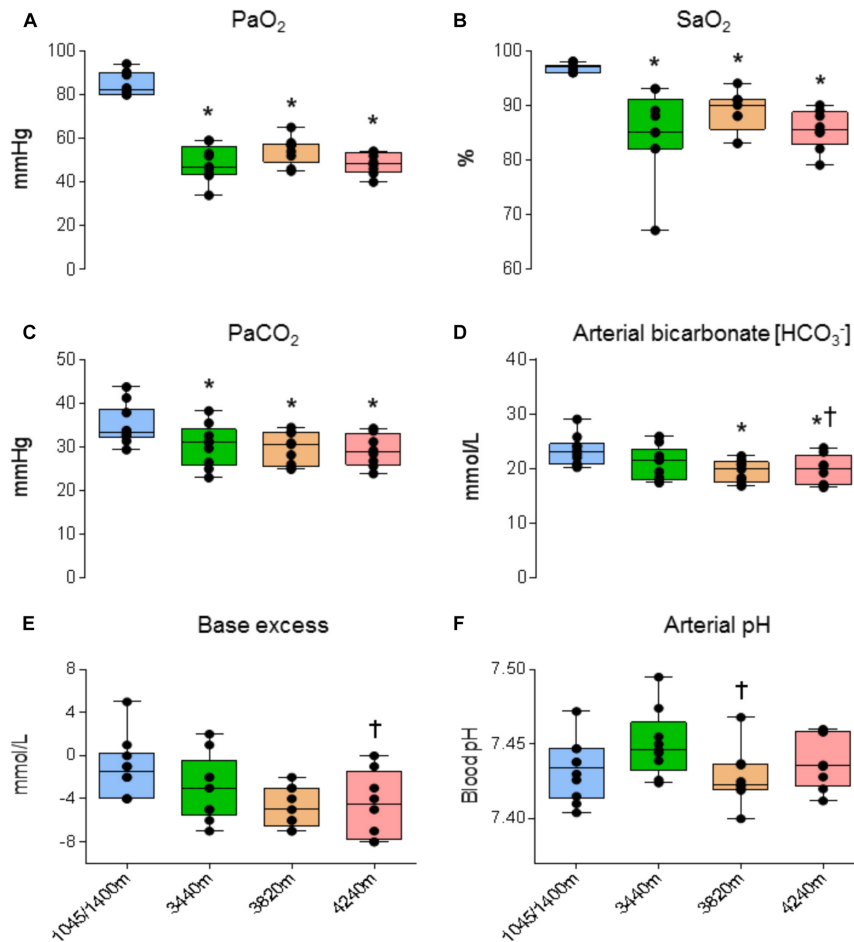 A
PaO₂
mmHg
100
80
60
40
20
0
*
*
*
B
SaO₂
%
100
90
80
70
60
*
*
*
C
PaCO₂
mmHg
50
40
30
20
10
0
*
*
*
D
Arterial bicarbonate [HCO₃⁻]
mmol/L
40
30
20
10
0
*
*†
E
Base excess
mmol/L
8
4
0
-4
-8
†
1045/1400m
3440m
3820m
4240m
F
Arterial pH
Blood pH
7.50
7.45
7.40
†
1045/1400m
3440m
3820m
4240m